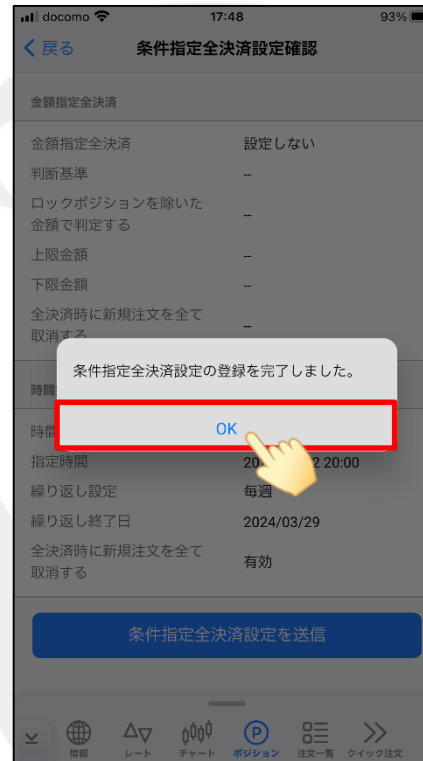 docomo 17:48 93%
戻る 条件指定全決済設定確認
金額指定全決済
金額指定全決済 設定しない
判断基準 --
ロックポジションを除いた
金額で判定する --
上限金額 --
下限金額 --
全決済時に新規注文を全て
取消する --
条件指定全決済設定の登録を完了しました。
時間
OK
時間
指定時間 20 2 20:00
繰り返し設定 毎週
繰り返し終了日 2024/03/29
全決済時に新規注文を全て
取消する 有効
条件指定全決済設定を送信
P
情報 レート チャート ポジション 注文一覧 クイック注文